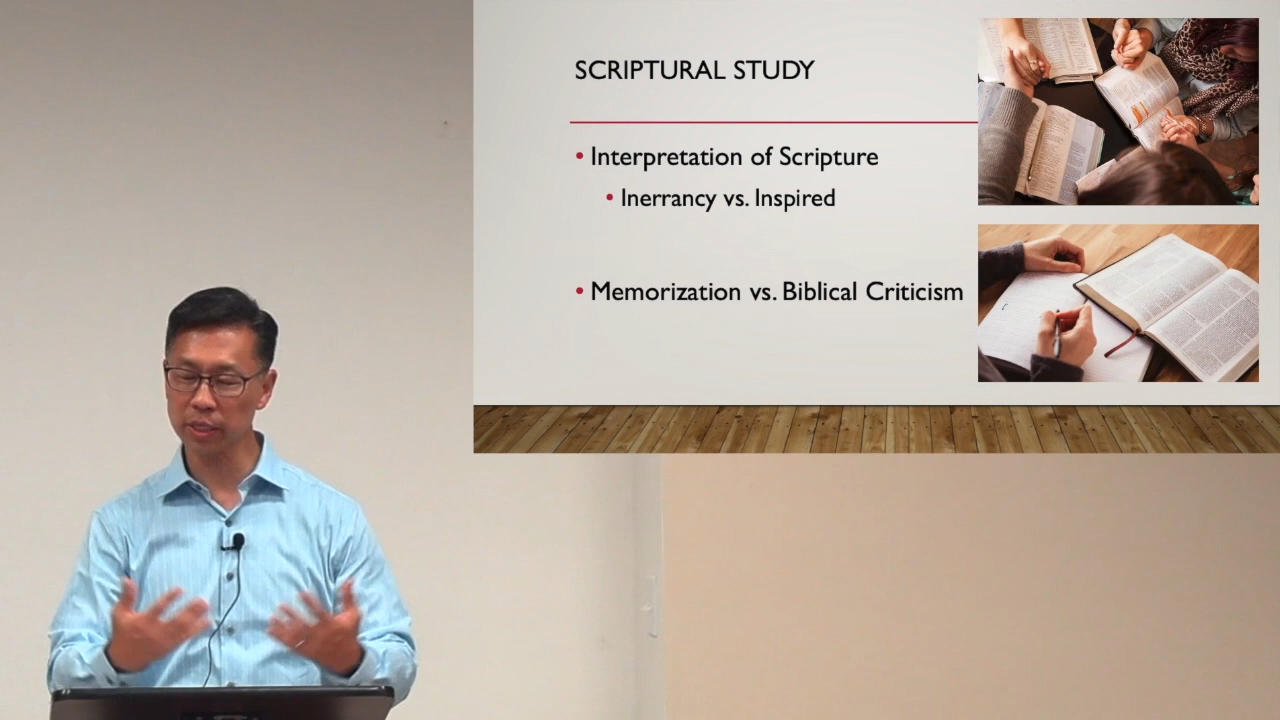 SCRIPTURAL STUDY
• Interpretation of Scripture
• Inerrancy vs. Inspired
• Memorization vs. Biblical Criticism